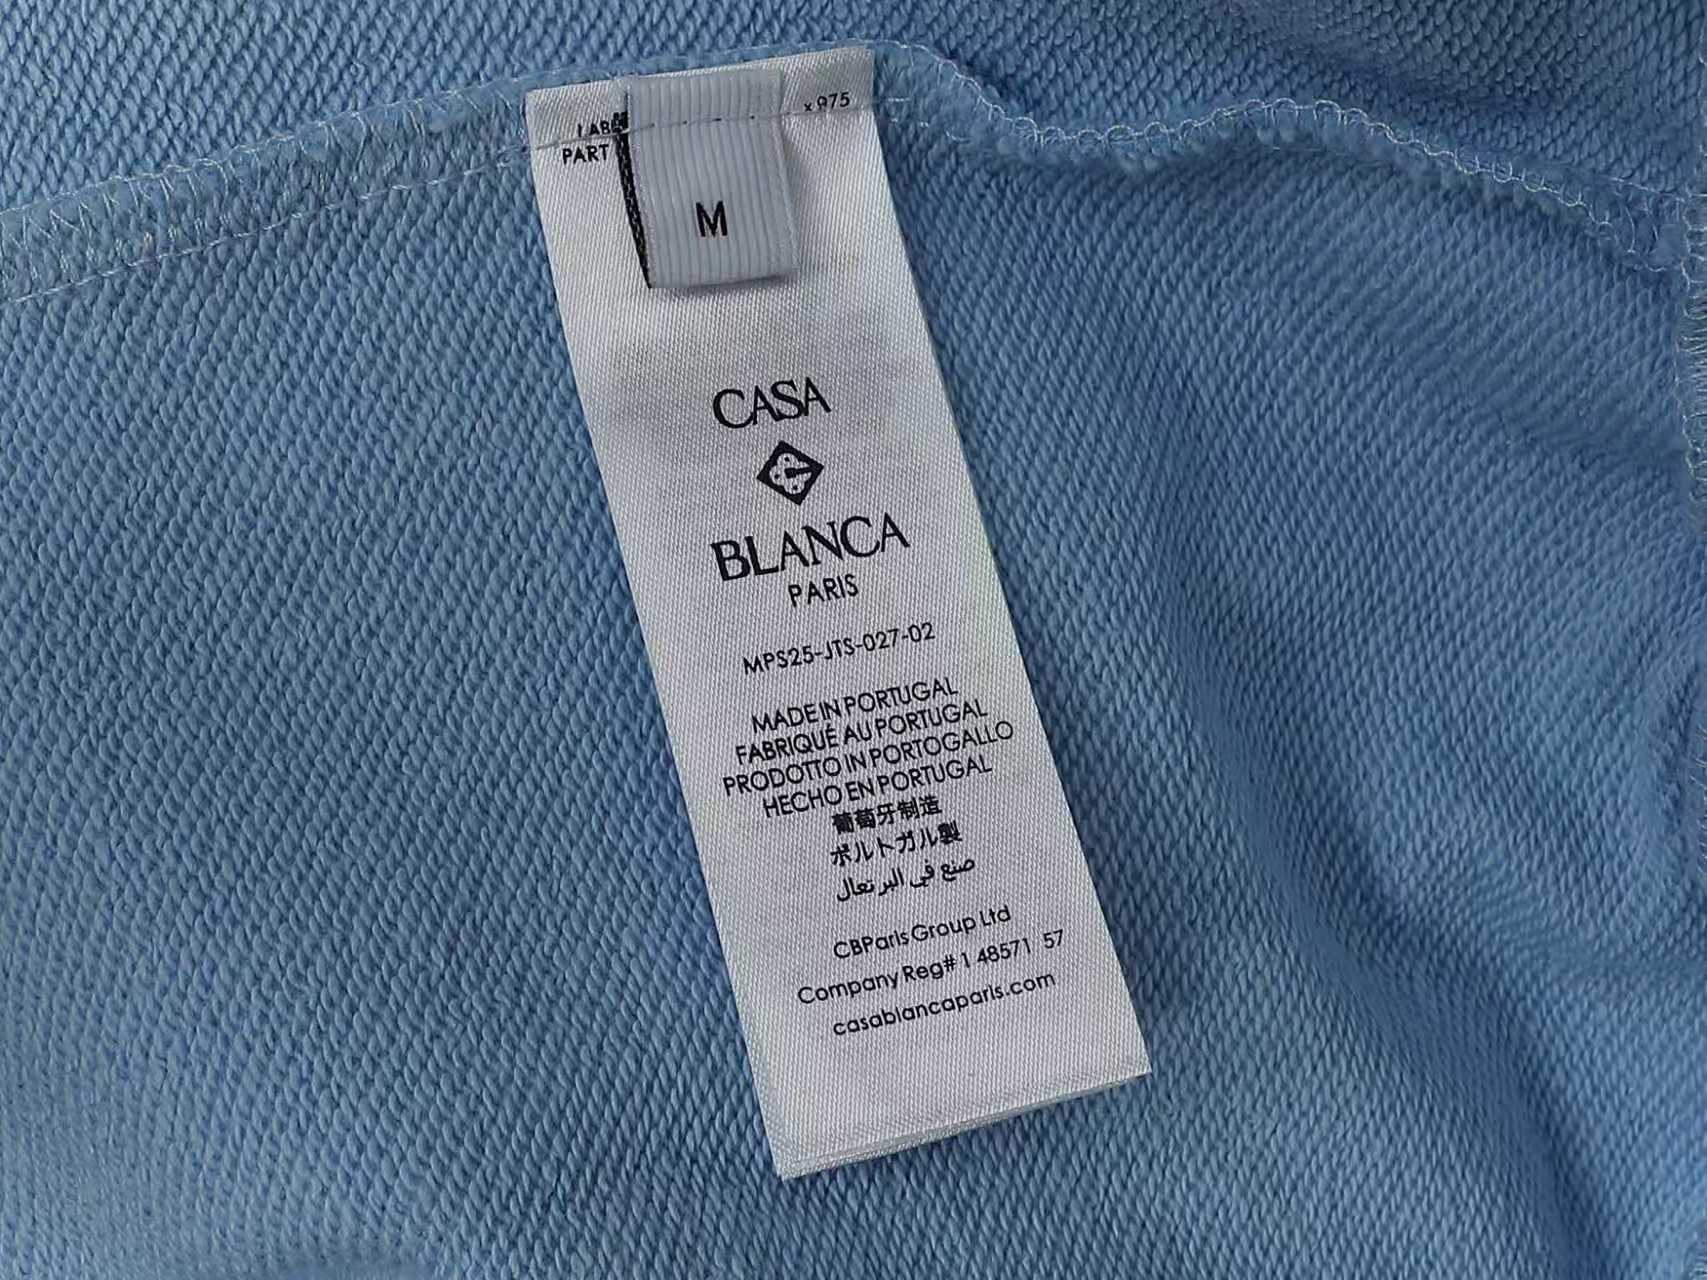 x975
PART
M
CASA
BLANCA
PARIS
MPS25-JTS-027-02
MADE IN PORTUGAL
FABRIQUÉ AU PORTUGAL
PRODOTTO IN PORTOGALLO
HECHO EN PORTUGAL
葡萄牙制造
ポルトガル製
صنع في البرتغال
CBParis Group Ltd
Company Reg# 1 48571 57
casablancaparis.com